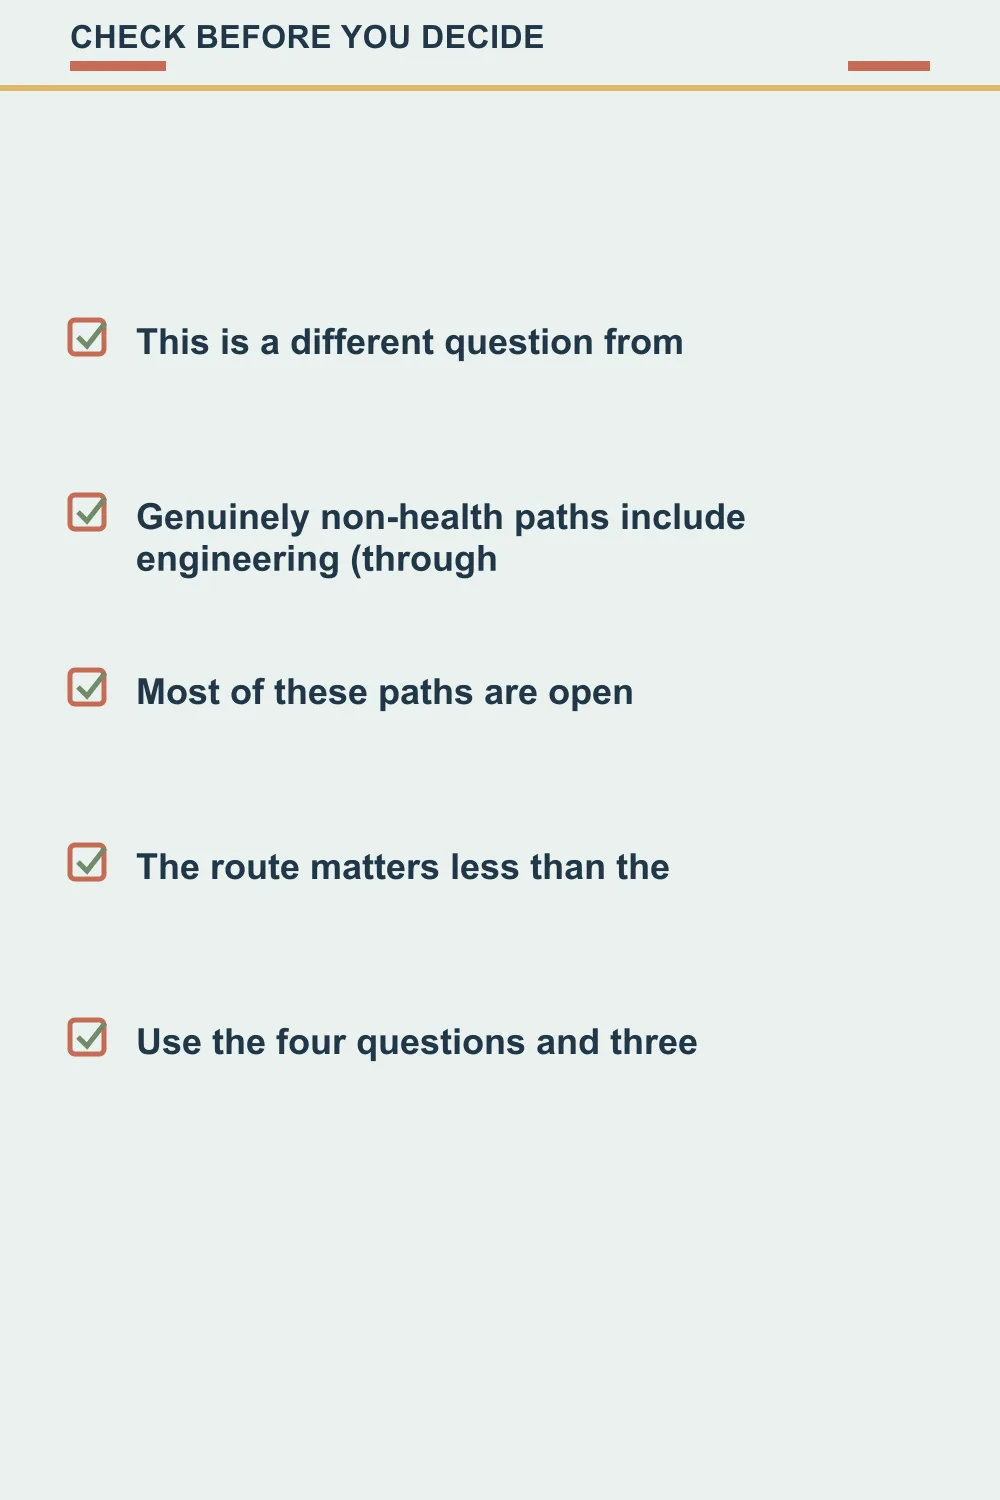 CHECK BEFORE YOU DECIDE
This is a different question from
Genuinely non-health paths include
engineering (through
Most of these paths are open
The route matters less than the
Use the four questions and three